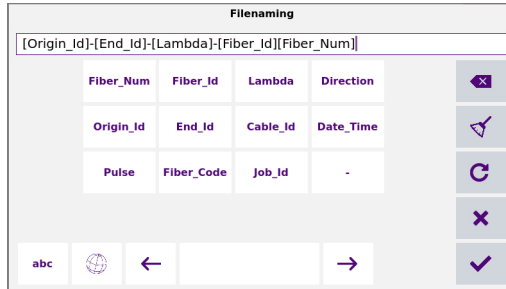 Filenaming
[Origin_Id]-[End_Id]-[Lambda]-[Fiber_Id][Fiber_Num]
Fiber_Num Fiber_Id Lambda Direction
Origin_Id End_Id Cable_Id Date_Time
Pulse Fiber_Code Job_Id -
abc